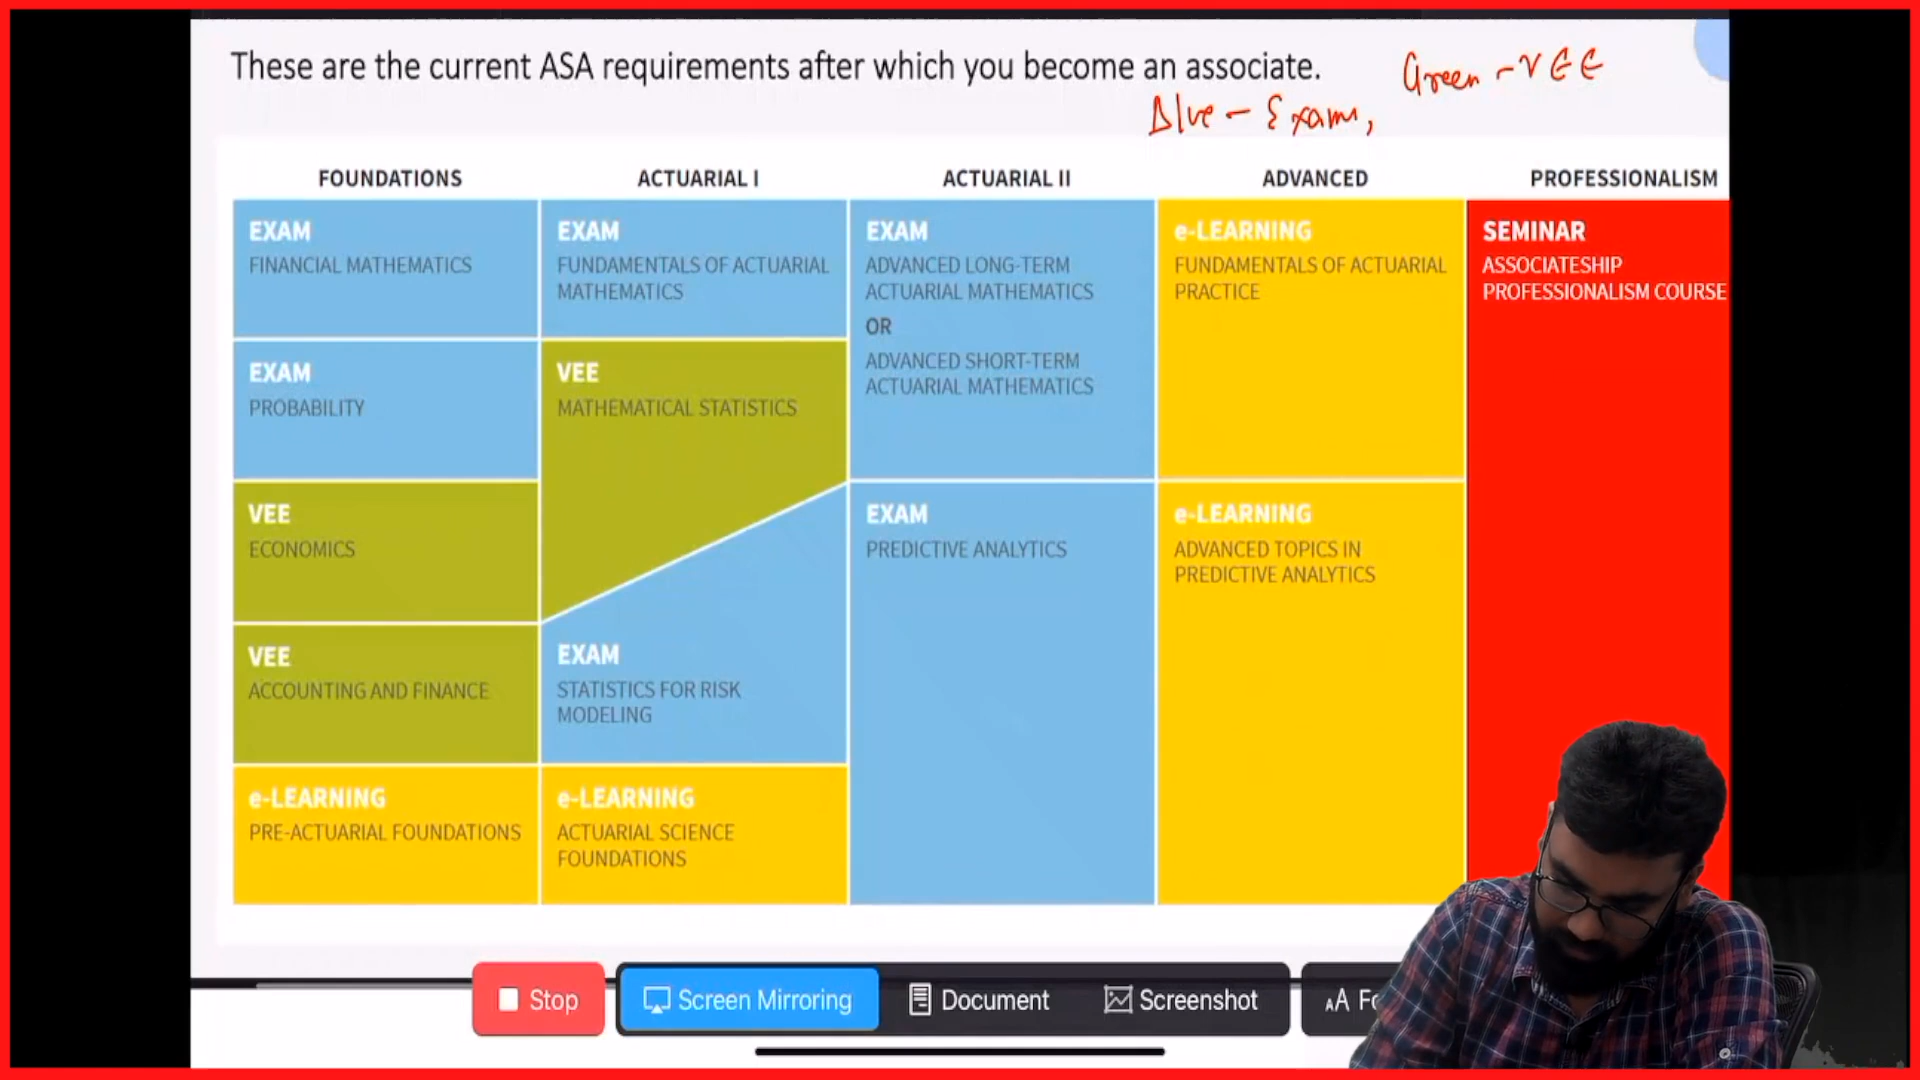 These are the current ASA requirements after which you become an associate.
Green - VEE
Blue - Exam,
FOUNDATIONS
ACTUARIAL I
ACTUARIAL II
ADVANCED
PROFESSIONALISM
EXAM
FINANCIAL MATHEMATICS
EXAM
PROBABILITY
VEE
ECONOMICS
VEE
ACCOUNTING AND FINANCE
e-LEARNING
PRE-ACTUARIAL FOUNDATIONS
EXAM
FUNDAMENTALS OF ACTUARIAL
MATHEMATICS
VEE
MATHEMATICAL STATISTICS
EXAM
STATISTICS FOR RISK
MODELING
e-LEARNING
ACTUARIAL SCIENCE
FOUNDATIONS
EXAM
ADVANCED LONG-TERM
ACTUARIAL MATHEMATICS
OR
ADVANCED SHORT-TERM
ACTUARIAL MATHEMATICS
EXAM
PREDICTIVE ANALYTICS
e-LEARNING
FUNDAMENTALS OF ACTUARIAL
PRACTICE
e-LEARNING
ADVANCED TOPICS IN
PREDICTIVE ANALYTICS
SEMINAR
ASSOCIATESHIP
PROFESSIONALISM COURSE
Stop
Screen Mirroring
Document
Screenshot
AA